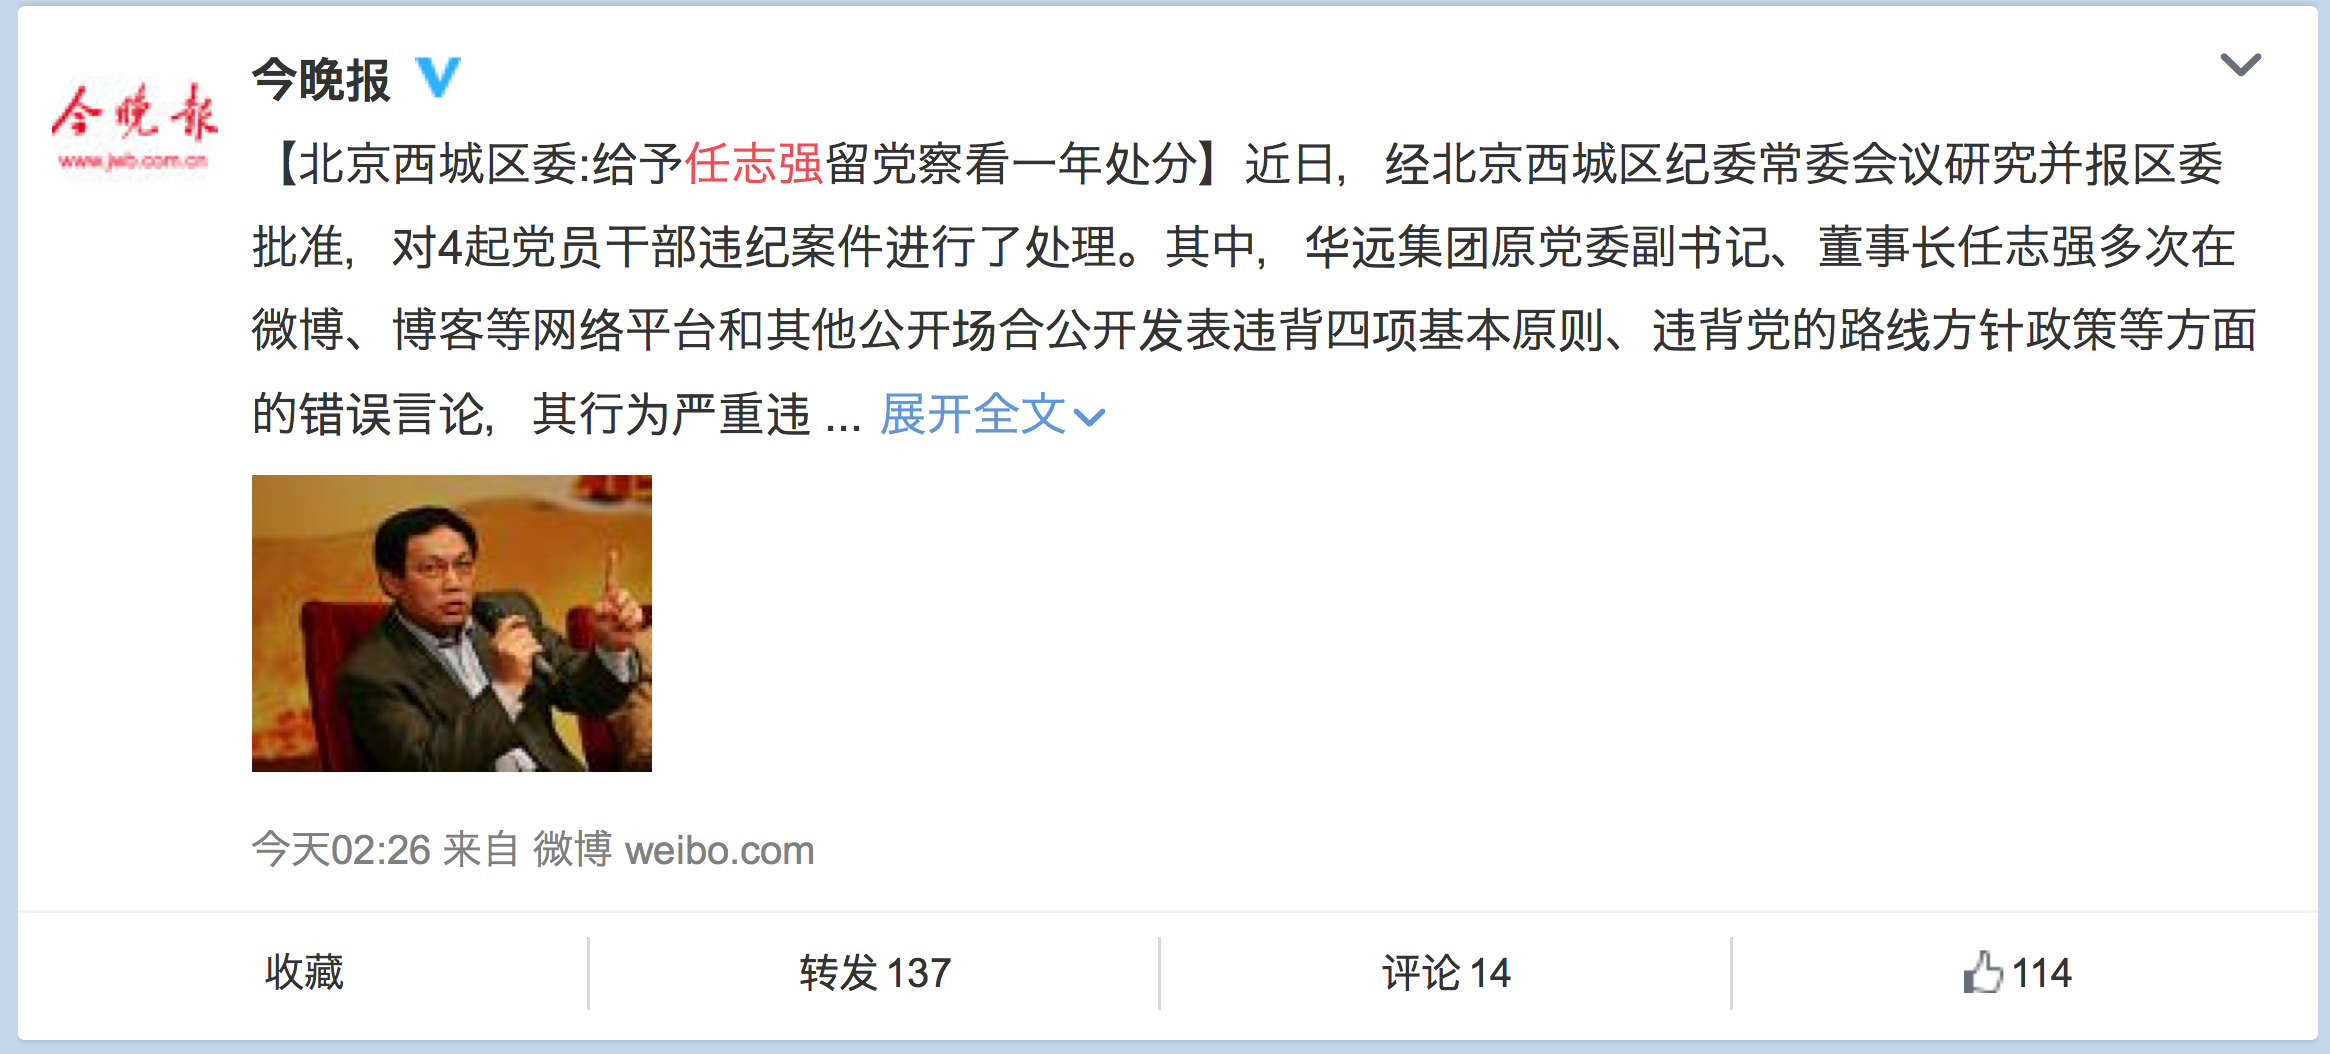 今晚报
www.jwb.com.cn
今晚报 V
【北京西城区委:给予任志强留党察看一年处分】近日，经北京西城区纪委常委会议研究并报区委
批准，对4起党员干部违纪案件进行了处理。其中，华远集团原党委副书记、董事长任志强多次在
微博、博客等网络平台和其他公开场合公开发表违背四项基本原则、违背党的路线方针政策等方面
的错误言论，其行为严重违 ... 展开全文
今天02:26 来自 微博 weibo.com
收藏 转发 137 评论 14 114